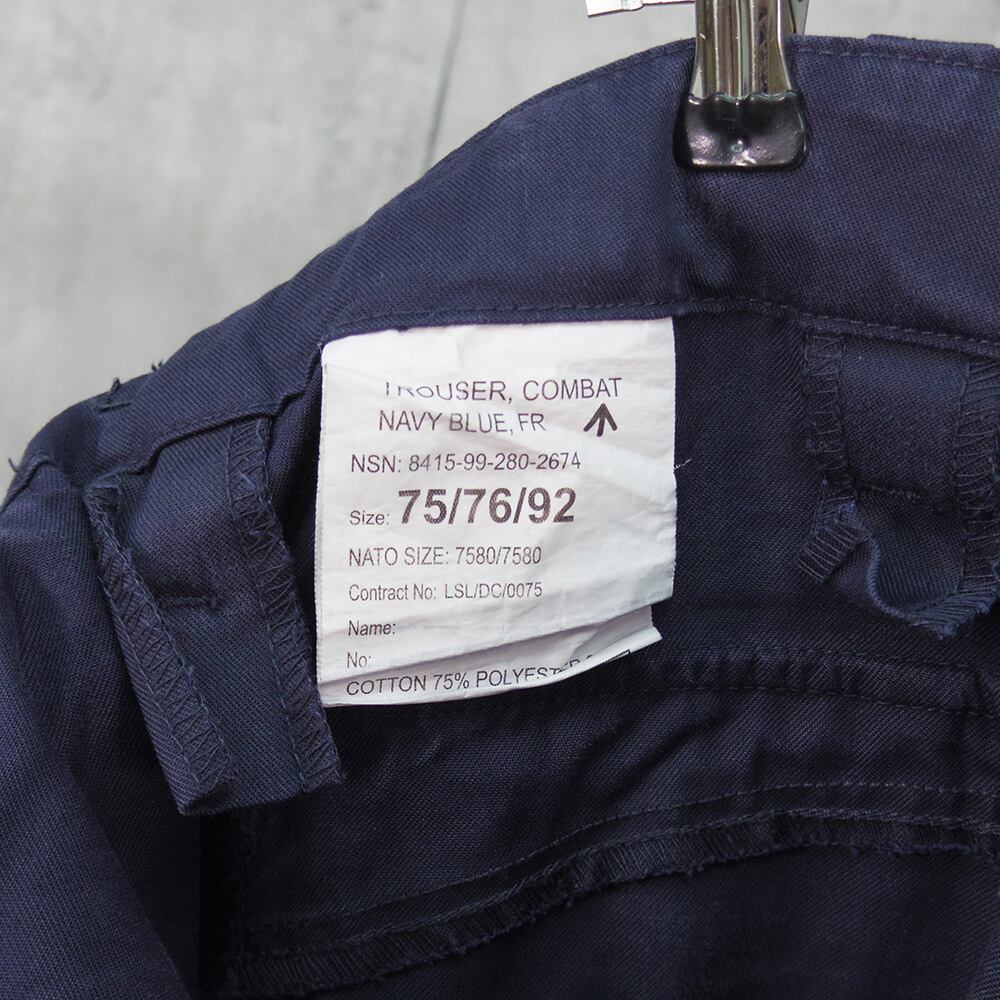 TROUSER, COMBAT
NAVY BLUE, FR
NSN: 8415-99-280-2674
Size: 75/76/92
NATO SIZE: 7580/7580
Contract No: LSL/DC/0075
Name:
No:
COTTON 75% POLYESTER